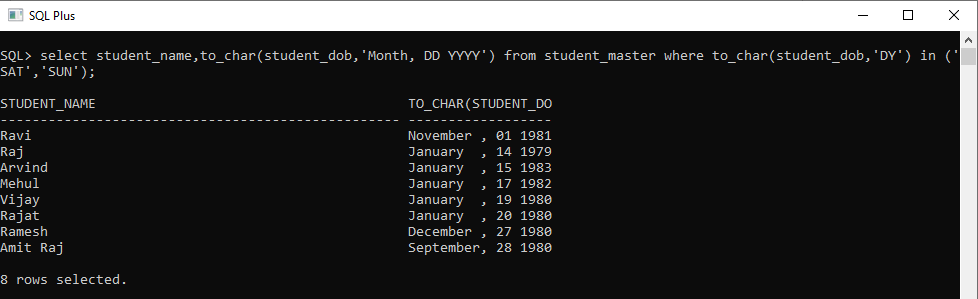 SQL Plus
SQL> select student_name,to_char(student_dob,'Month, DD YYYY') from student_master where to_char(student_dob,'DY') in ('
SAT','SUN');
STUDENT_NAME                                       TO_CHAR(STUDENT_DO
-------------------------------------------------- ------------------
Ravi                                               November , 01 1981
Raj                                                January  , 14 1979
Arvind                                             January  , 15 1983
Mehul                                              January  , 17 1982
Vijay                                              January  , 19 1980
Rajat                                              January  , 20 1980
Ramesh                                             December , 27 1980
Amit Raj                                           September, 28 1980
8 rows selected.